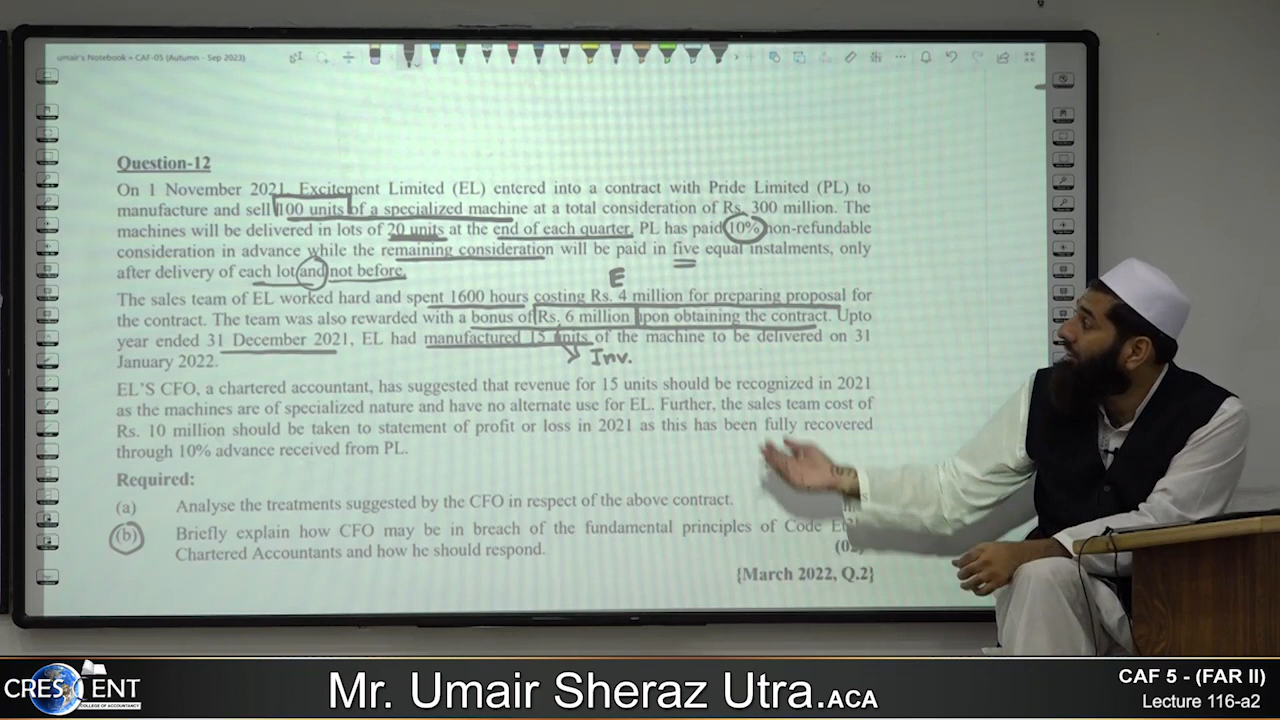 umair's Notebook » CAF-05 (Autumn - Sep 2023)
Question-12
On 1 November 2021, Excitement Limited (EL) entered into a contract with Pride Limited (PL) to
manufacture and sell 100 units of a specialized machine at a total consideration of Rs. 300 million. The
machines will be delivered in lots of 20 units at the end of each quarter. PL has paid 10% non-refundable
consideration in advance while the remaining consideration will be paid in five equal instalments, only
after delivery of each lot and not before.
E
The sales team of EL worked hard and spent 1600 hours costing Rs. 4 million for preparing proposal for
the contract. The team was also rewarded with a bonus of Rs. 6 million upon obtaining the contract. Upto
year ended 31 December 2021, EL had manufactured 15 units of the machine to be delivered on 31
January 2022.
Inv.
EL'S CFO, a chartered accountant, has suggested that revenue for 15 units should be recognized in 2021
as the machines are of specialized nature and have no alternate use for EL. Further, the sales team cost of
Rs. 10 million should be taken to statement of profit or loss in 2021 as this has been fully recovered
through 10% advance received from PL.
Required:
(a) Analyse the treatments suggested by the CFO in respect of the above contract.
(b) Briefly explain how CFO may be in breach of the fundamental principles of Code
Chartered Accountants and how he should respond.
{March 2022, Q.2}
CRESCENT
COLLEGE OF ACCOUNTANCY
Mr. Umair Sheraz Utra.ACA
CAF 5 - (FAR II)
Lecture 116-a2